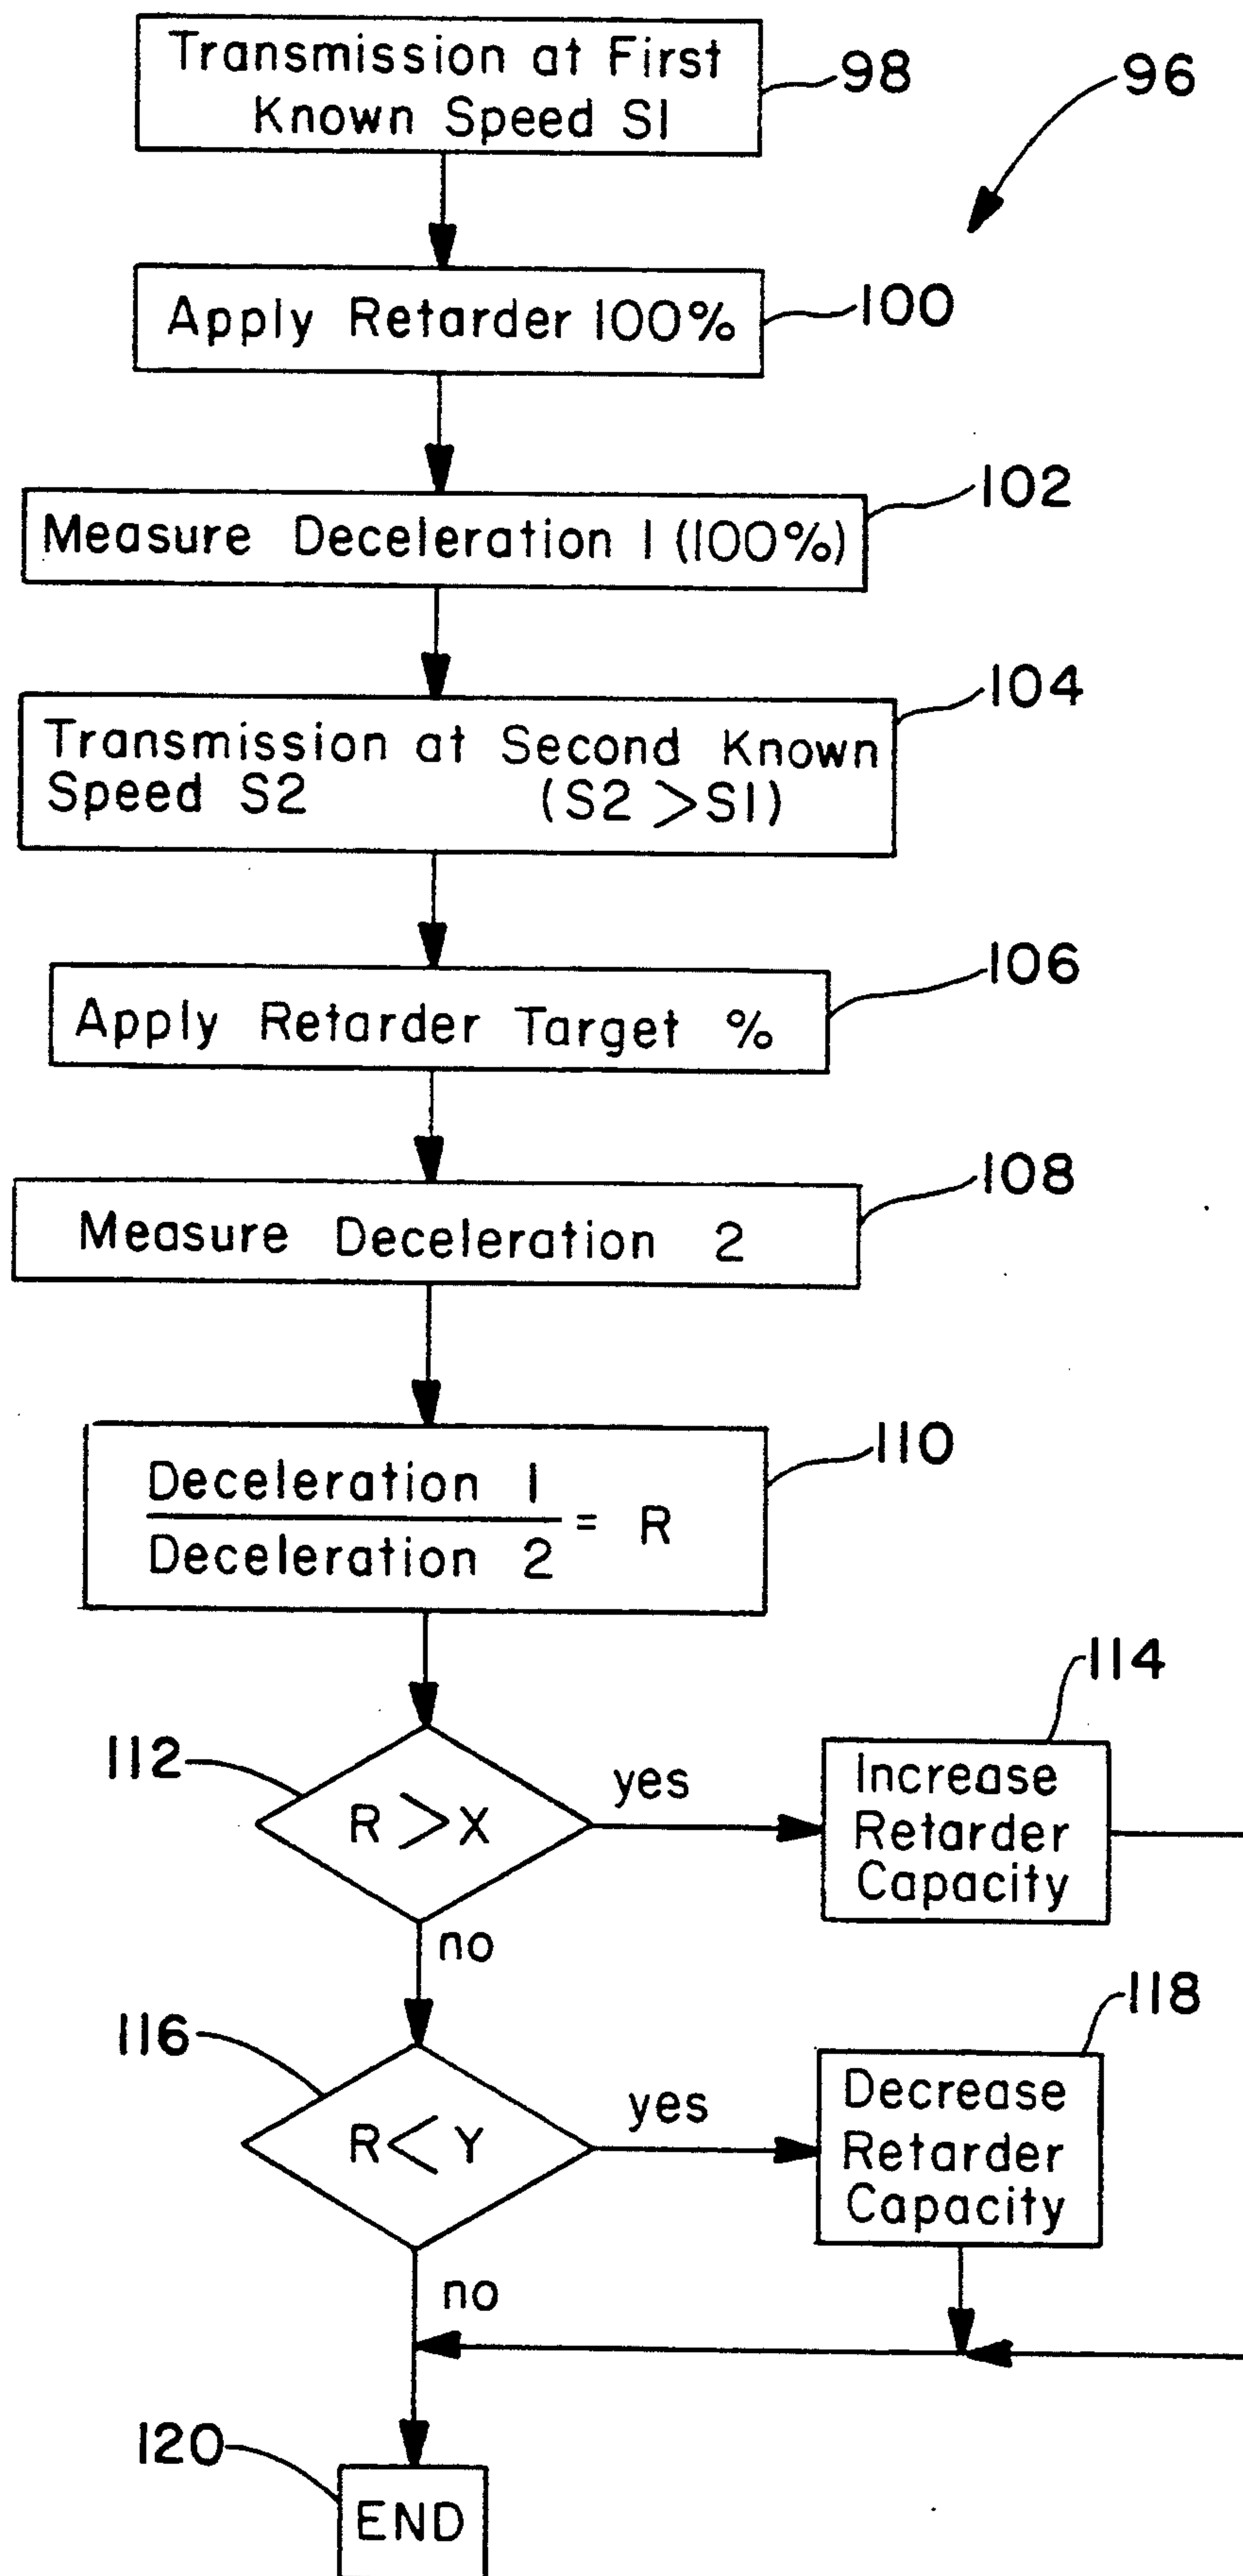 Transmission at First
Known Speed S1
98
96
Apply Retarder 100%
100
Measure Deceleration 1 (100%)
102
Transmission at Second Known
Speed S2 (S2 > S1)
104
Apply Retarder Target %
106
Measure Deceleration 2
108
Deceleration 1
Deceleration 2
= R
110
112
R > X
yes
114
Increase
Retarder
Capacity
no
116
R < Y
yes
118
Decrease
Retarder
Capacity
no
120
END